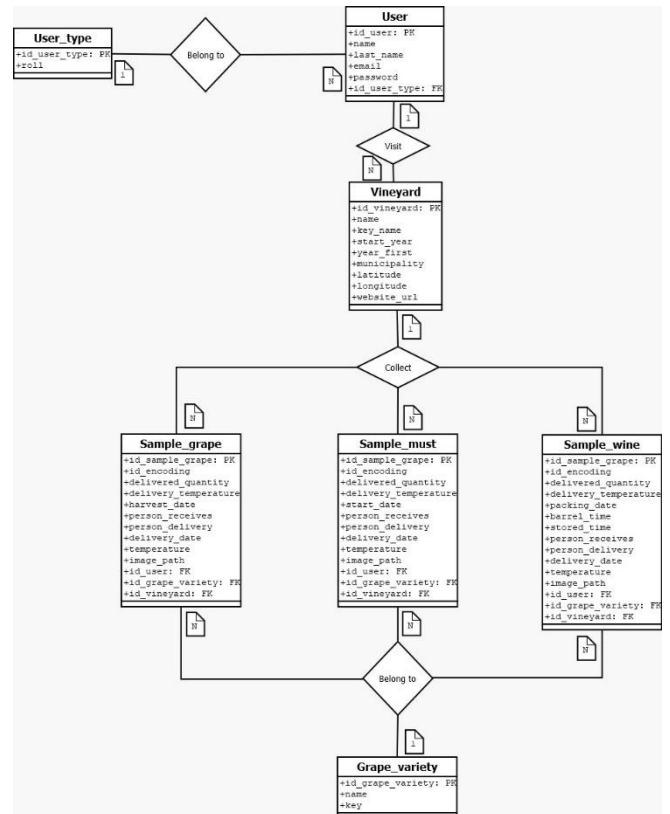 User_type
+id_user_type: PK
+roll
1
Belong to
N
User
+id_user: PK
+name
+last_name
+email
+password
+id_user_type: FK
1
Visit
N
Vineyard
+id_vineyard: PK
+name
+key_name
+start_year
+year_first
+municipality
+latitude
+longitude
+website_url
1
Collect
N
N
N
Sample_grape
+id_sample_grape: PK
+id_encoding
+delivered_quantity
+delivery_temperature
+harvest_date
+person_receives
+person_delivery
+delivery_date
+temperature
+image_path
+id_user: FK
+id_grape_variety: FK
+id_vineyard: FK
N
Sample_must
+id_sample_grape: PK
+id_encoding
+delivered_quantity
+delivery_temperature
+start_date
+person_receives
+person_delivery
+delivery_date
+temperature
+image_path
+id_user: FK
+id_grape_variety: FK
+id_vineyard: FK
N
Sample_wine
+id_sample_grape: PK
+id_encoding
+delivered_quantity
+delivery_temperature
+packing_date
+barrel_time
+stored_time
+person_receives
+person_delivery
+delivery_date
+temperature
+image_path
+id_user: FK
+id_grape_variety: FK
+id_vineyard: FK
N
Belong to
1
Grape_variety
+id_grape_variety: PK
+name
+key